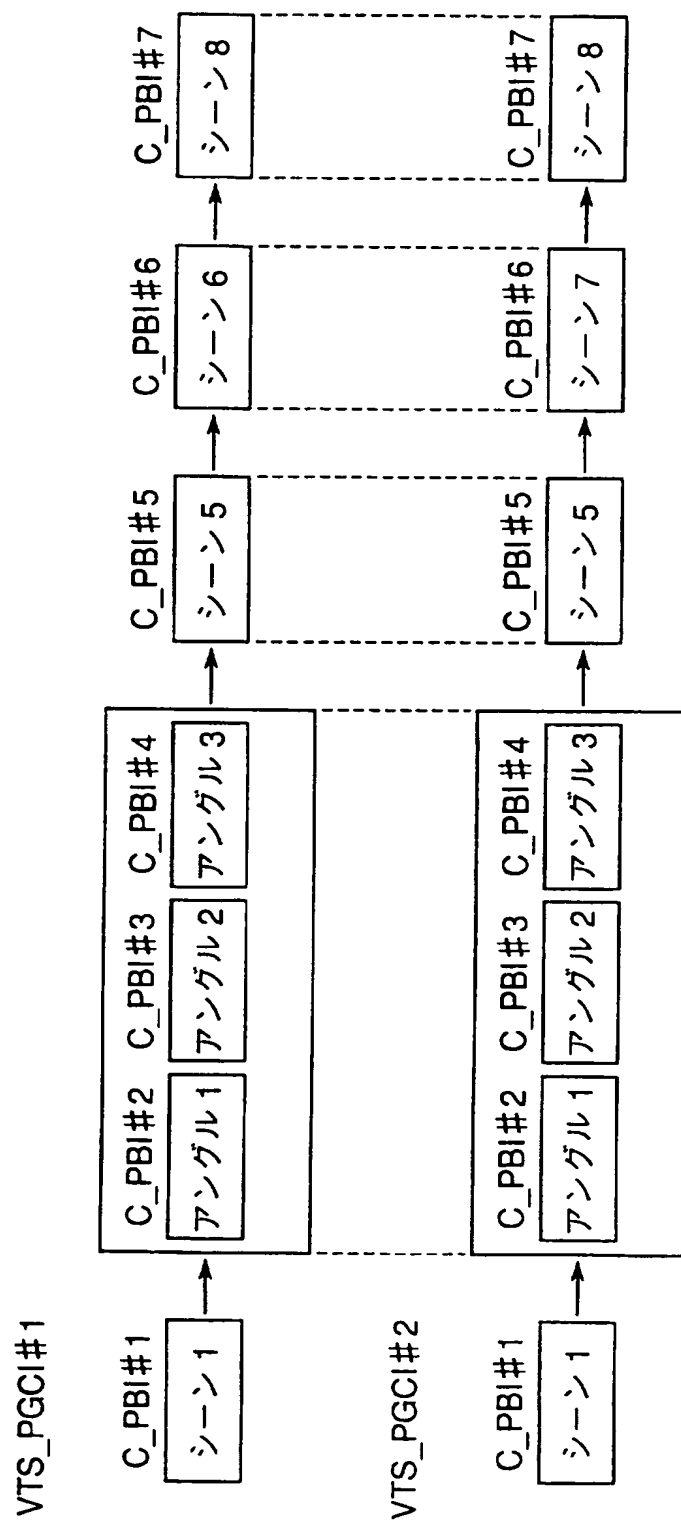 VTS_PGCI#1
C_PBI#1
シーン1
C_PBI#2
アングル1
C_PBI#3
アングル2
C_PBI#4
アングル3
C_PBI#5
シーン5
C_PBI#6
シーン6
C_PBI#7
シーン8
VTS_PGCI#2
C_PBI#1
シーン1
C_PBI#2
アングル1
C_PBI#3
アングル2
C_PBI#4
アングル3
C_PBI#5
シーン5
C_PBI#6
シーン7
C_PBI#7
シーン8